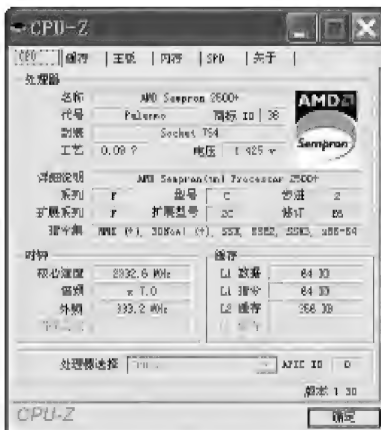 CPU-Z
CPU 缓存 主板 内存 SPD 关于
处理器
名称 AMD Sempron 2500+
代号 Palermo 商标 ID 38
封装 Socket 754
工艺 0.09 ? 电压 1.425 v
AMD
Sempron
详细说明 AMD Sempron(tm) Processor 2500+
系列 F 型号 C 步进 2
扩展系列 F 扩展型号 2C 修订
指令集 MMX (+), 3DNow! (+), SSE, SSE2, SSE3, x86-64
时钟
核心速度 2332.6 MHz
倍频 x 7.0
外频 333.2 MHz
缓存
L1 数据 64 KB
L1 指令 64 KB
L2 缓存 256 KB
处理器选择 APIC ID 0
版本 1.30
CPU-Z 确定